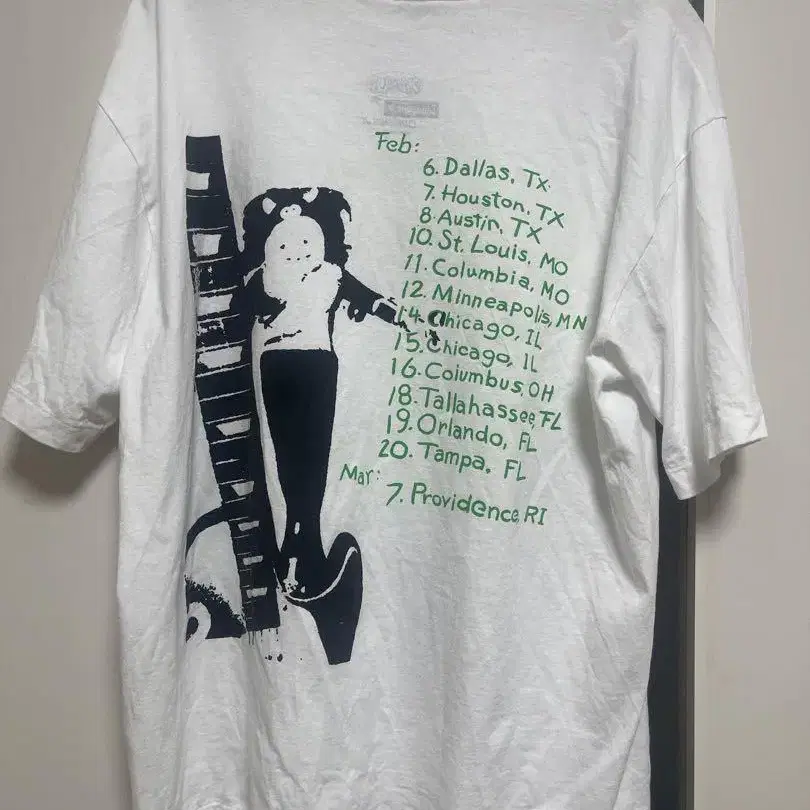 Feb:
6. Dallas, Tx.
7. Houston, TX
8. Austin, TX
10. St. Louis, MO
11. Columbia, MO
12. Minneapolis, MN
14. Chicago, IL
15. Chicago, IL
16. Columbus, OH
18. Tallahassee, FL
19. Orlando, FL
20. Tampa, FL
Mar:
7. Providence, RI